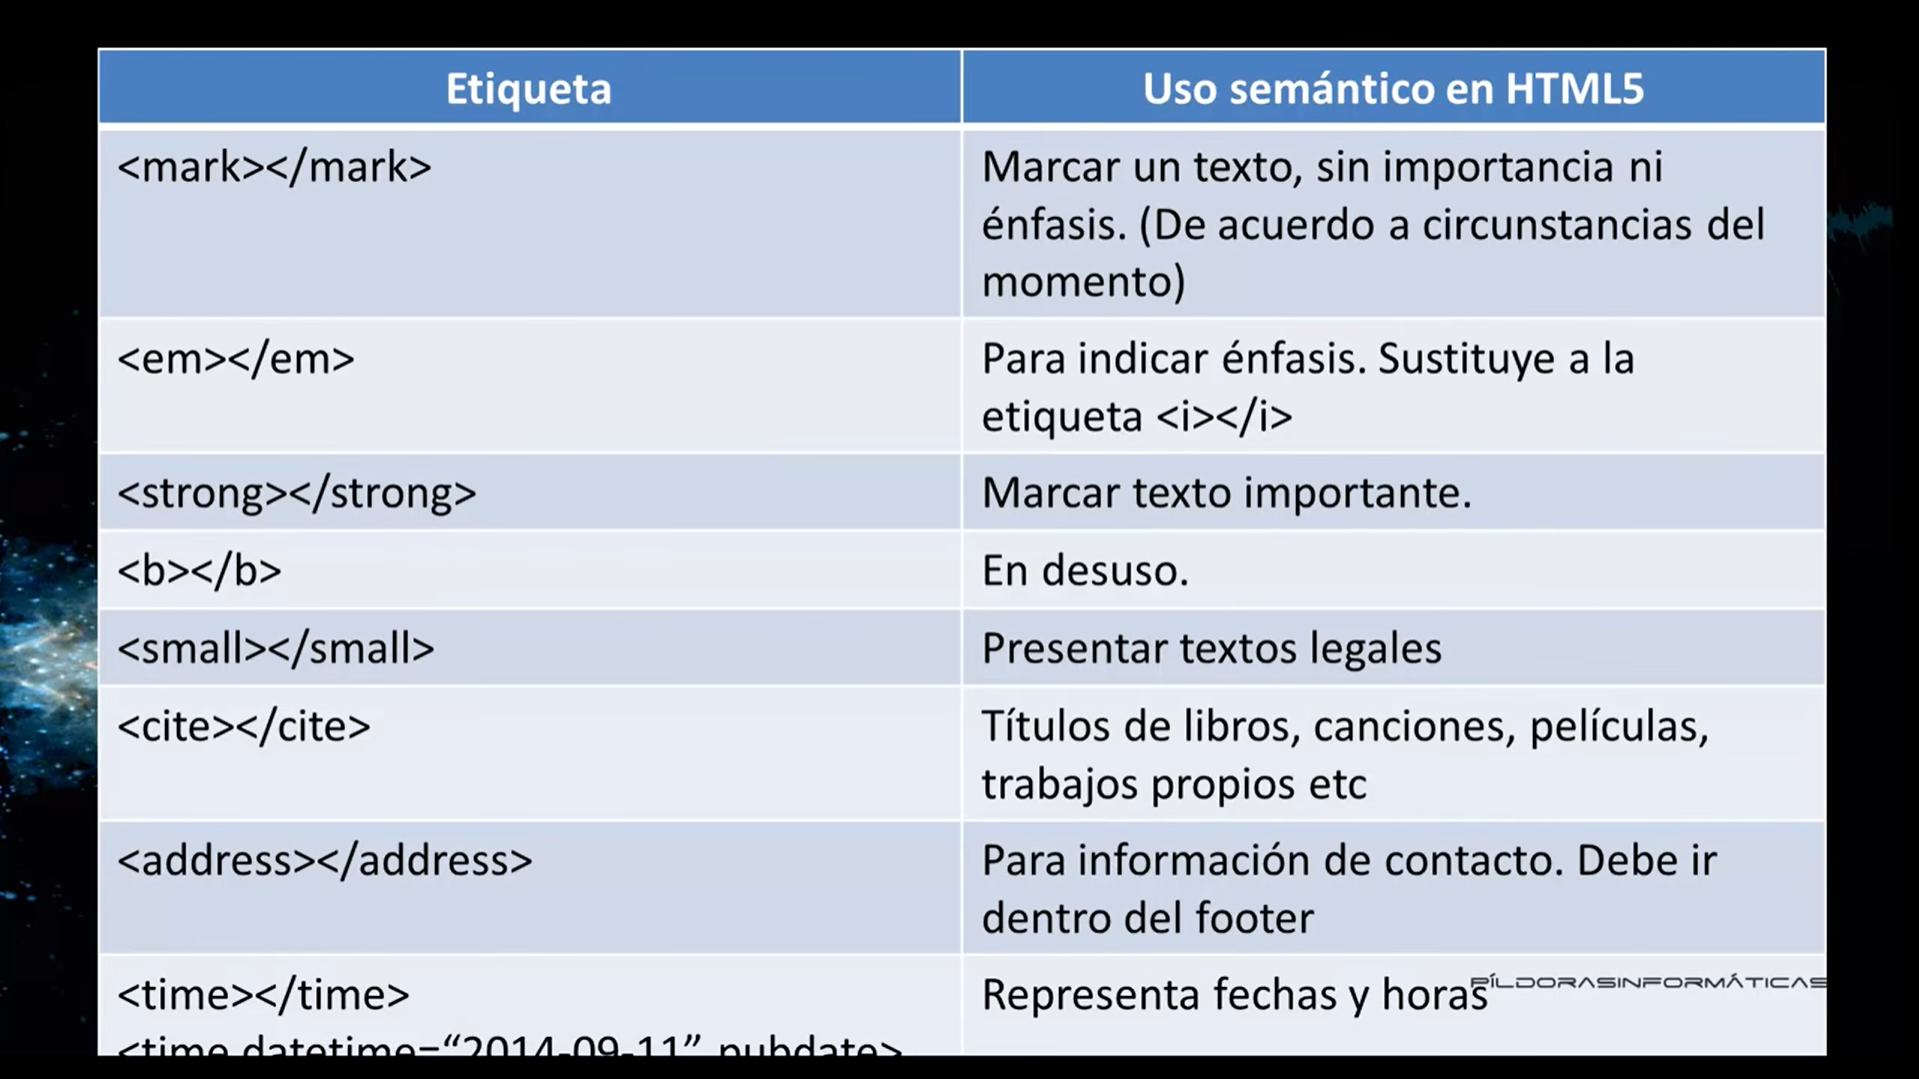 Etiqueta
Uso semántico en HTML5
<mark></mark>
Marcar un texto, sin importancia ni
énfasis. (De acuerdo a circunstancias del
momento)
<em></em>
Para indicar énfasis. Sustituye a la
etiqueta <i></i>
<strong></strong>
Marcar texto importante.
<b></b>
En desuso.
<small></small>
Presentar textos legales
<cite></cite>
Títulos de libros, canciones, películas,
trabajos propios etc
<address></address>
Para información de contacto. Debe ir
dentro del footer
<time></time>
Representa fechas y horas
PÍLDORASINFORMÁTICAS
<time datetime=“2014-09-11” pubdate>